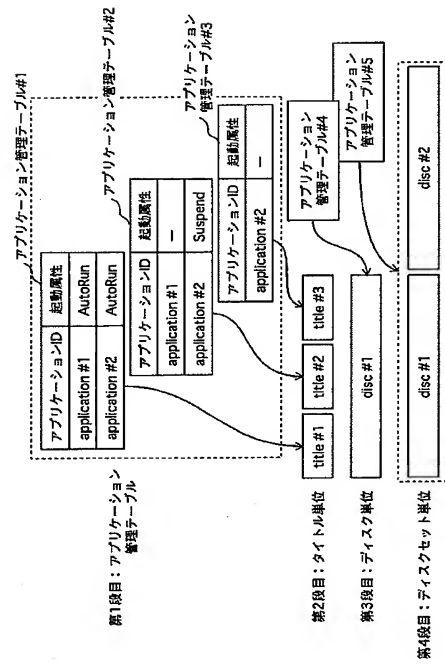 アプリケーション管理テーブル#1
アプリケーションID 起動属性
application #1 AutoRun
application #2 AutoRun
アプリケーション管理テーブル#2
アプリケーションID 起動属性
application #1 —
application #2 Suspend
アプリケーション
管理テーブル#3
アプリケーションID 起動属性
application #2 —
第1段目：アプリケーション
管理テーブル
第2段目：タイトル単位
title #1
title #2
title #3
アプリケーション
管理テーブル#4
第3段目：ディスク単位
disc #1
アプリケーション
管理テーブル#5
第4段目：ディスクセット単位
disc #1
disc #2